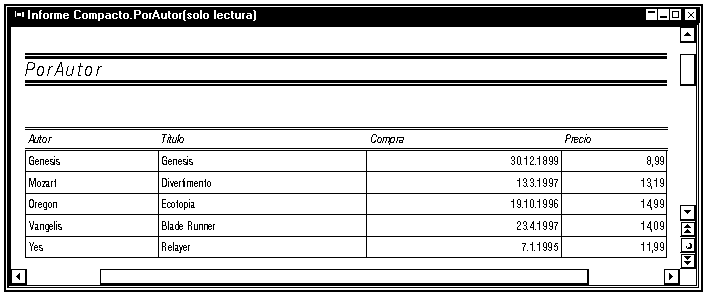 Informe Compacto.PorAutor(solo lectura)
PorAutor
Autor Título Compra Precio
Genesis Genesis 30.12.1899 8,99
Mozart Divertimento 13.3.1997 13,19
Oregon Ecotopia 19.10.1996 14,99
Vangelis Blade Runner 23.4.1997 14,09
Yes Relayer 7.1.1995 11,99